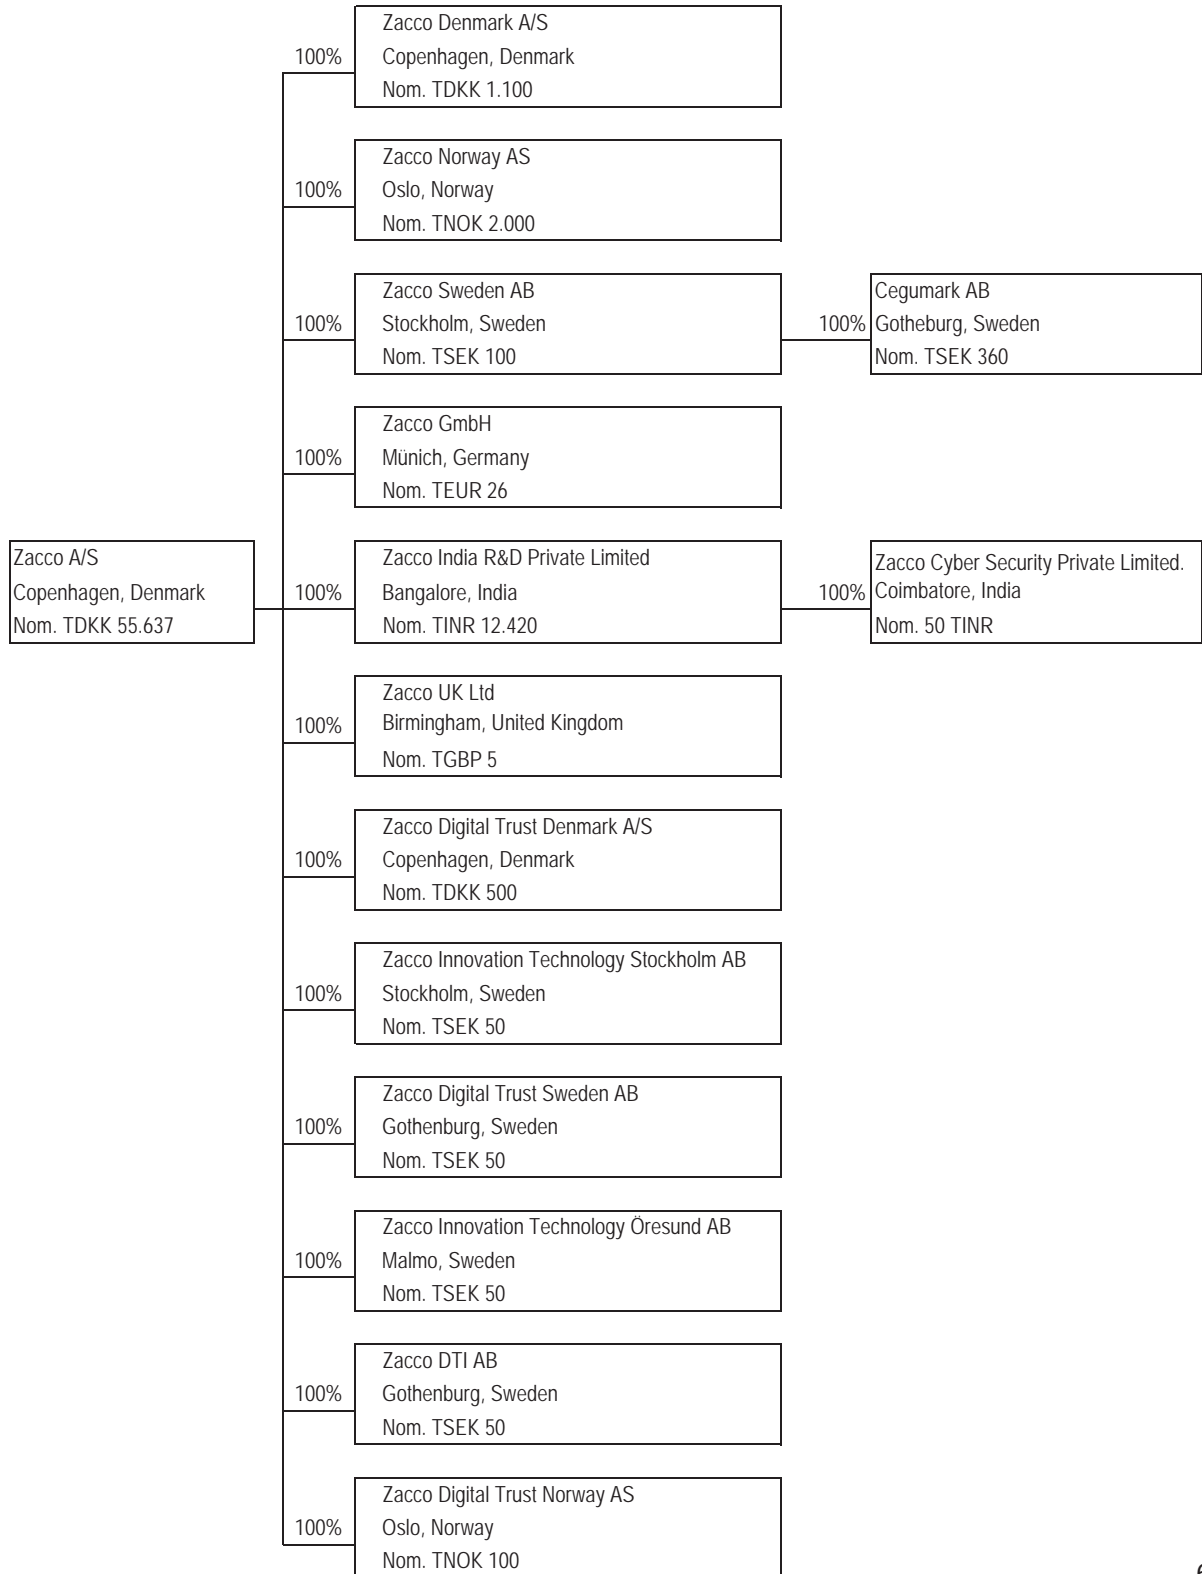 Zacco Denmark A/S
100% Copenhagen, Denmark
Nom. TDKK 1.100
Zacco Norway AS
100% Oslo, Norway
Nom. TNOK 2.000
Zacco Sweden AB
100% Stockholm, Sweden
Nom. TSEK 100
Cegumark AB
100% Gotheburg, Sweden
Nom. TSEK 360
Zacco GmbH
100% Münich, Germany
Nom. TEUR 26
Zacco A/S
Copenhagen, Denmark
Nom. TDKK 55.637
Zacco India R&D Private Limited
100% Bangalore, India
Nom. TINR 12.420
Zacco Cyber Security Private Limited.
100% Coimbatore, India
Nom. 50 TINR
Zacco UK Ltd
100% Birmingham, United Kingdom
Nom. TGBP 5
Zacco Digital Trust Denmark A/S
100% Copenhagen, Denmark
Nom. TDKK 500
Zacco Innovation Technology Stockholm AB
100% Stockholm, Sweden
Nom. TSEK 50
Zacco Digital Trust Sweden AB
100% Gothenburg, Sweden
Nom. TSEK 50
Zacco Innovation Technology Öresund AB
100% Malmo, Sweden
Nom. TSEK 50
Zacco DTI AB
100% Gothenburg, Sweden
Nom. TSEK 50
Zacco Digital Trust Norway AS
100% Oslo, Norway
Nom. TNOK 100